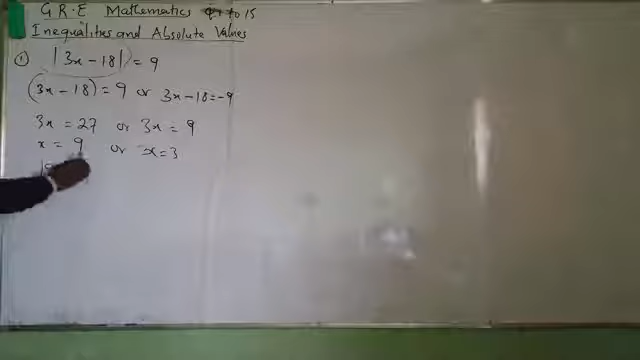 G.R.E Mathematics to 15
Inequalities and Absolute Values
① |3x - 18| = 9
(3x - 18) = 9 or 3x - 18 = -9
3x = 27 or 3x = 9
x = 9 or x = 3